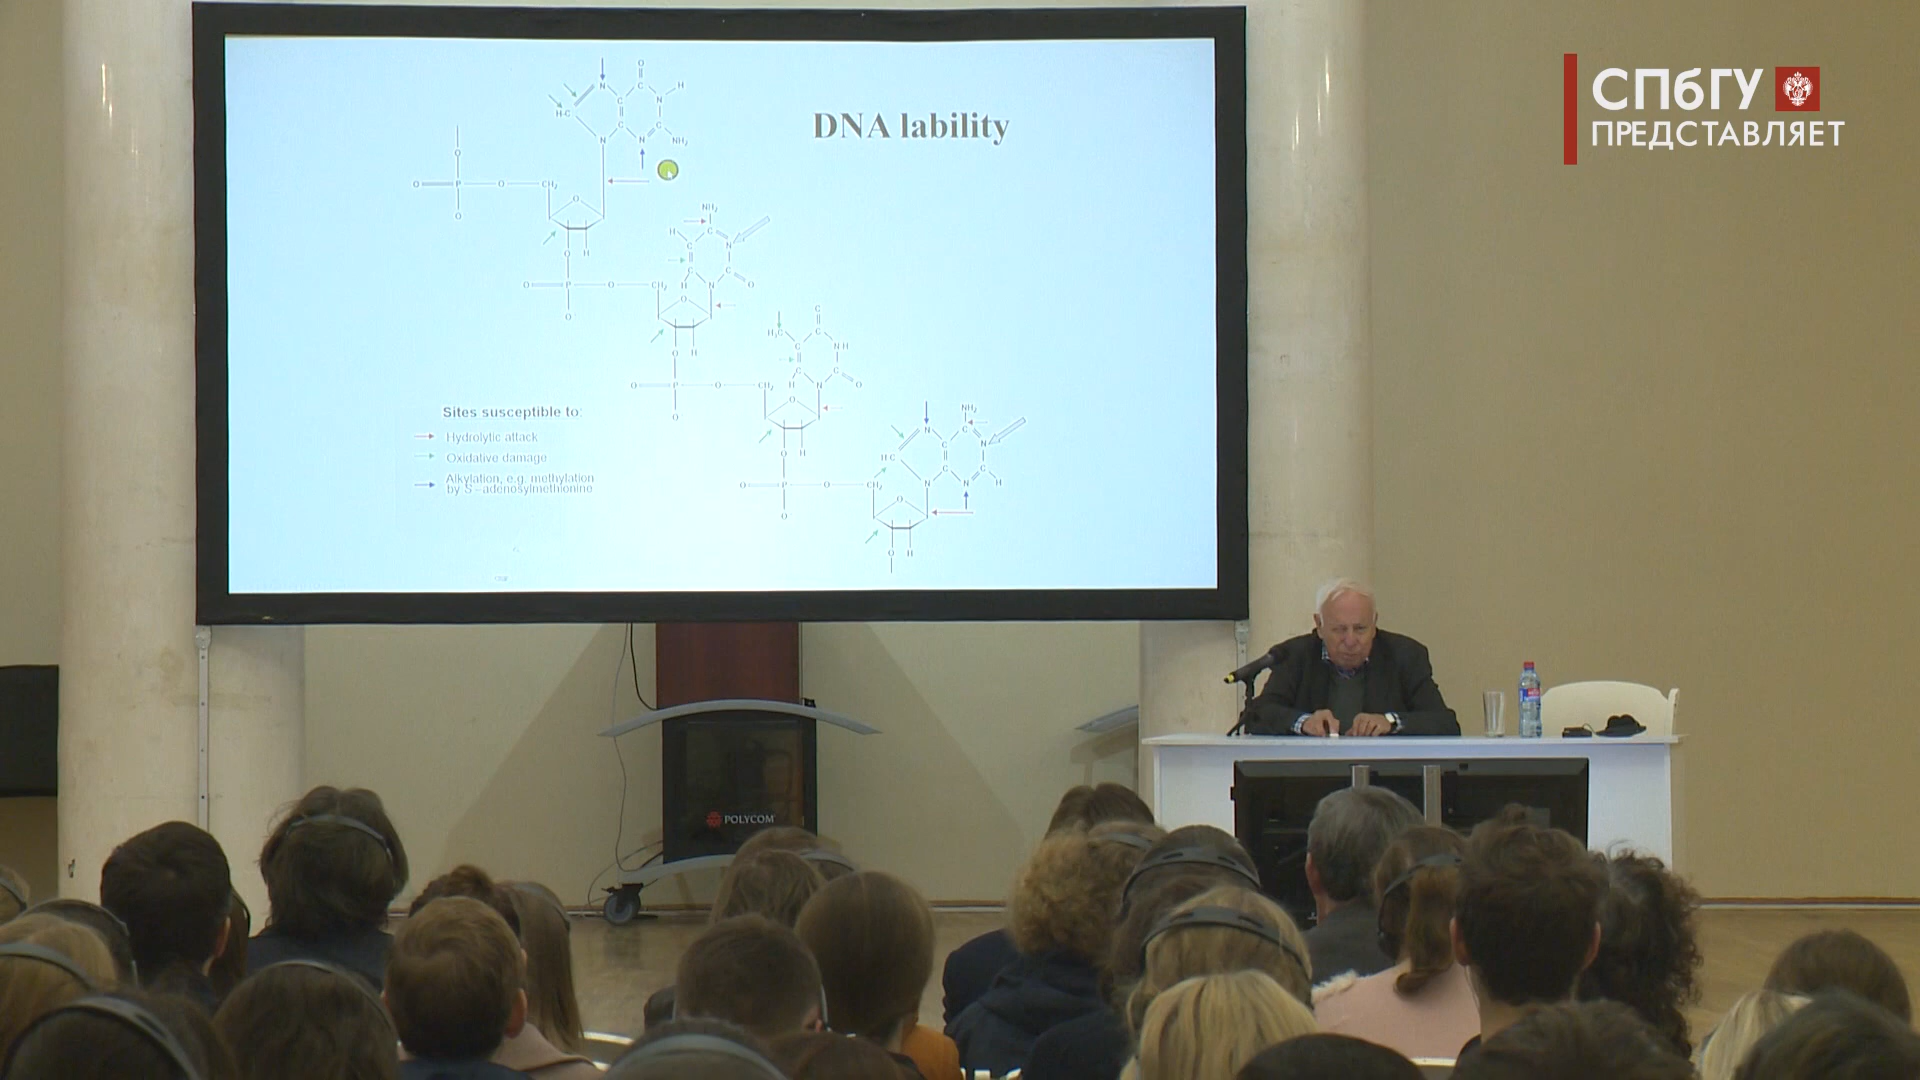 СПбГУ
ПРЕДСТАВЛЯЕТ
DNA lability
Sites susceptible to:
Hydrolytic attack
Oxidative damage
Alkylation, e.g. methylation
by S-adenosylmethionine
POLYCOM